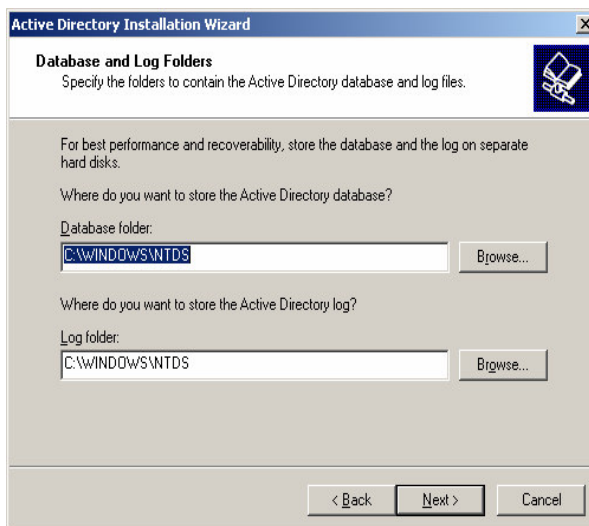 Active Directory Installation Wizard
Database and Log Folders
Specify the folders to contain the Active Directory database and log files.
For best performance and recoverability, store the database and the log on separate
hard disks.
Where do you want to store the Active Directory database?
Database folder:
C:\WINDOWS\NTDS
Browse...
Where do you want to store the Active Directory log?
Log folder:
C:\WINDOWS\NTDS
Browse...
< Back Next > Cancel